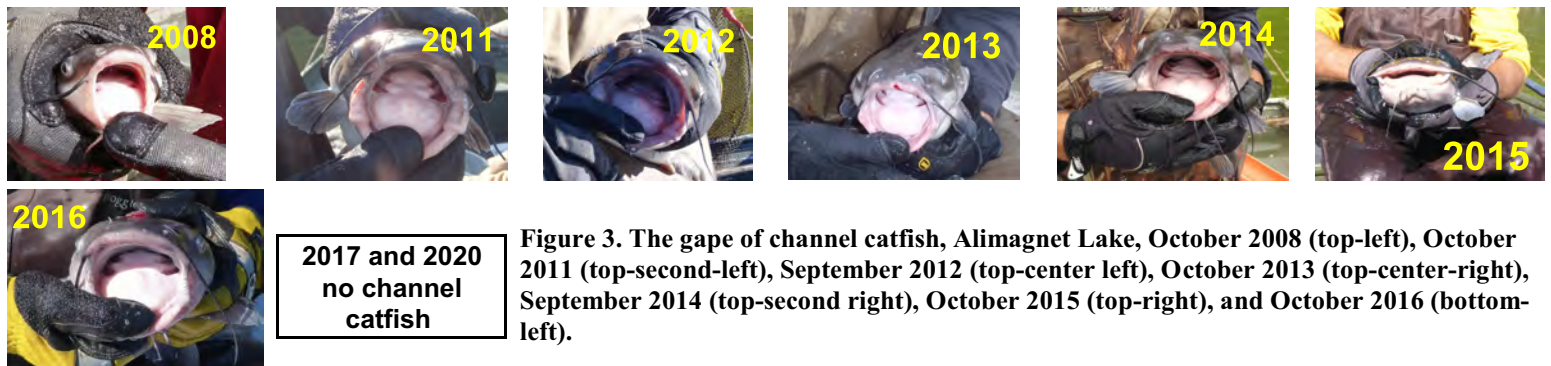 2008
2011
2012
2013
2014
2015
2016
2017 and 2020
no channel
catfish
Figure 3. The gape of channel catfish, Alimagnet Lake, October 2008 (top-left), October
2011 (top-second-left), September 2012 (top-center left), October 2013 (top-center-right),
September 2014 (top-second right), October 2015 (top-right), and October 2016 (bottom-
left).